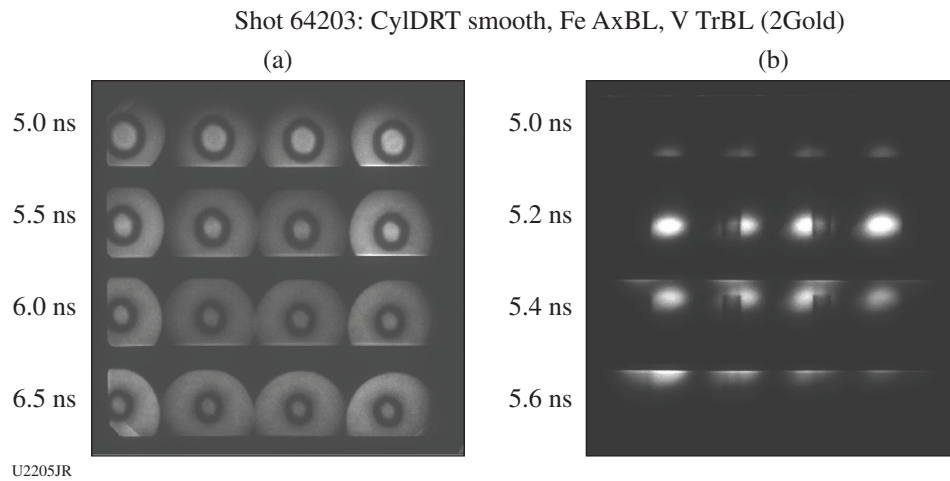 Shot 64203: CylDRT smooth, Fe AxBL, V TrBL (2Gold)
(a)
(b)
5.0 ns
5.5 ns
6.0 ns
6.5 ns
5.0 ns
5.2 ns
5.4 ns
5.6 ns
U2205JR